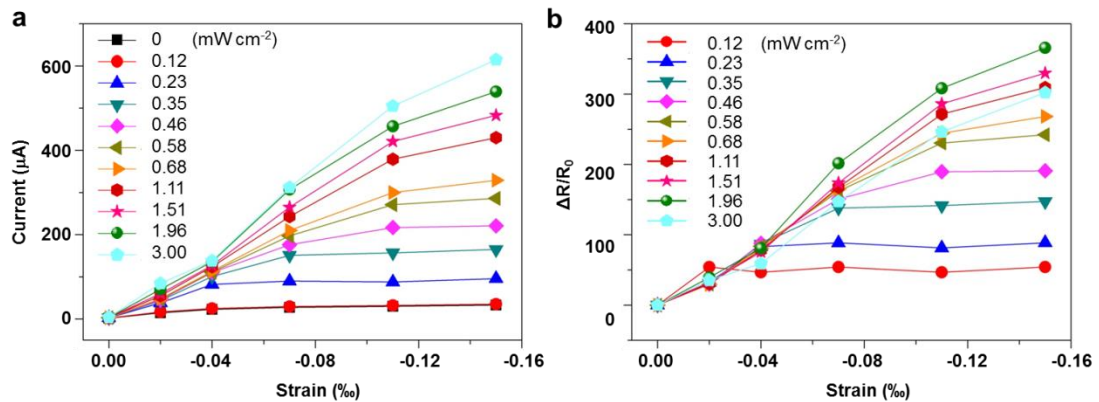 a
0 (mW cm⁻²)
0.12
0.23
0.35
0.46
0.58
0.68
1.11
1.51
1.96
3.00
600
400
200
0
Current (μA)
0.00 -0.04 -0.08 -0.12 -0.16
Strain (‰)
b
0.12 (mW cm⁻²)
0.23
0.35
0.46
0.58
0.68
1.11
1.51
1.96
3.00
400
300
200
100
0
ΔR/R₀
0.00 -0.04 -0.08 -0.12 -0.16
Strain (‰)